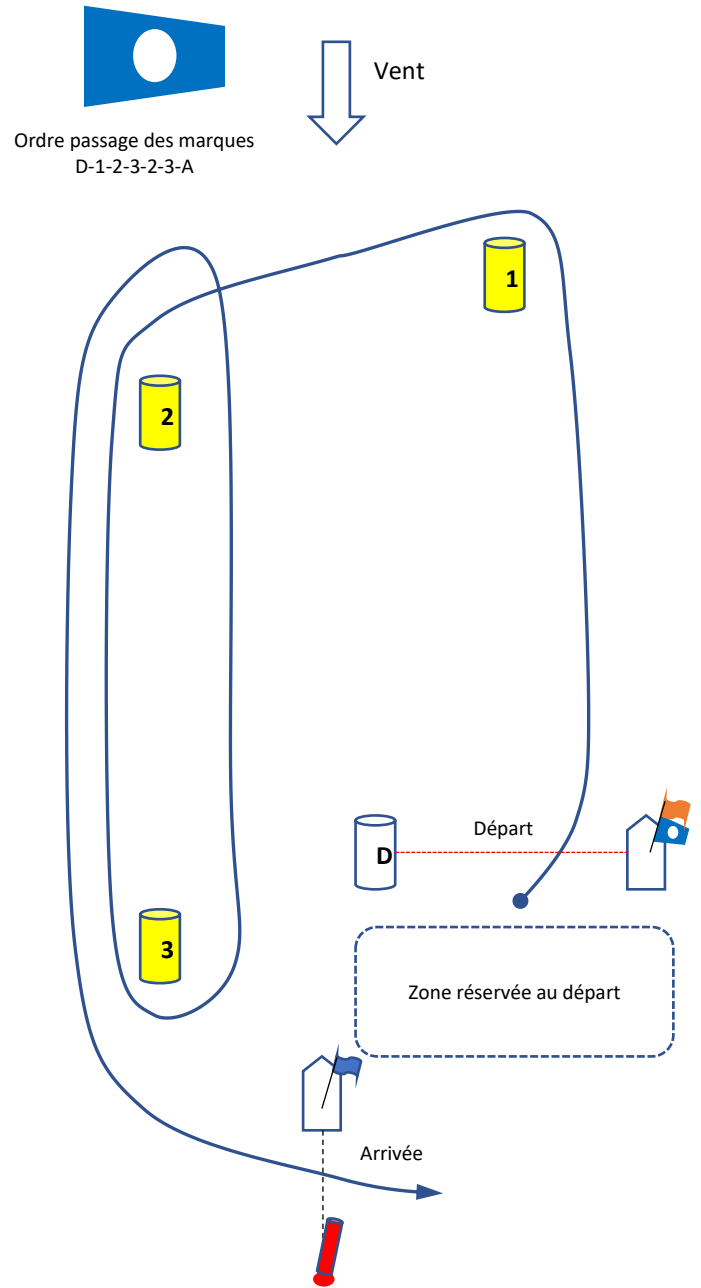 Vent
Ordre passage des marques
D-1-2-3-2-3-A
1
2
D
Départ
3
Zone réservée au départ
Arrivée